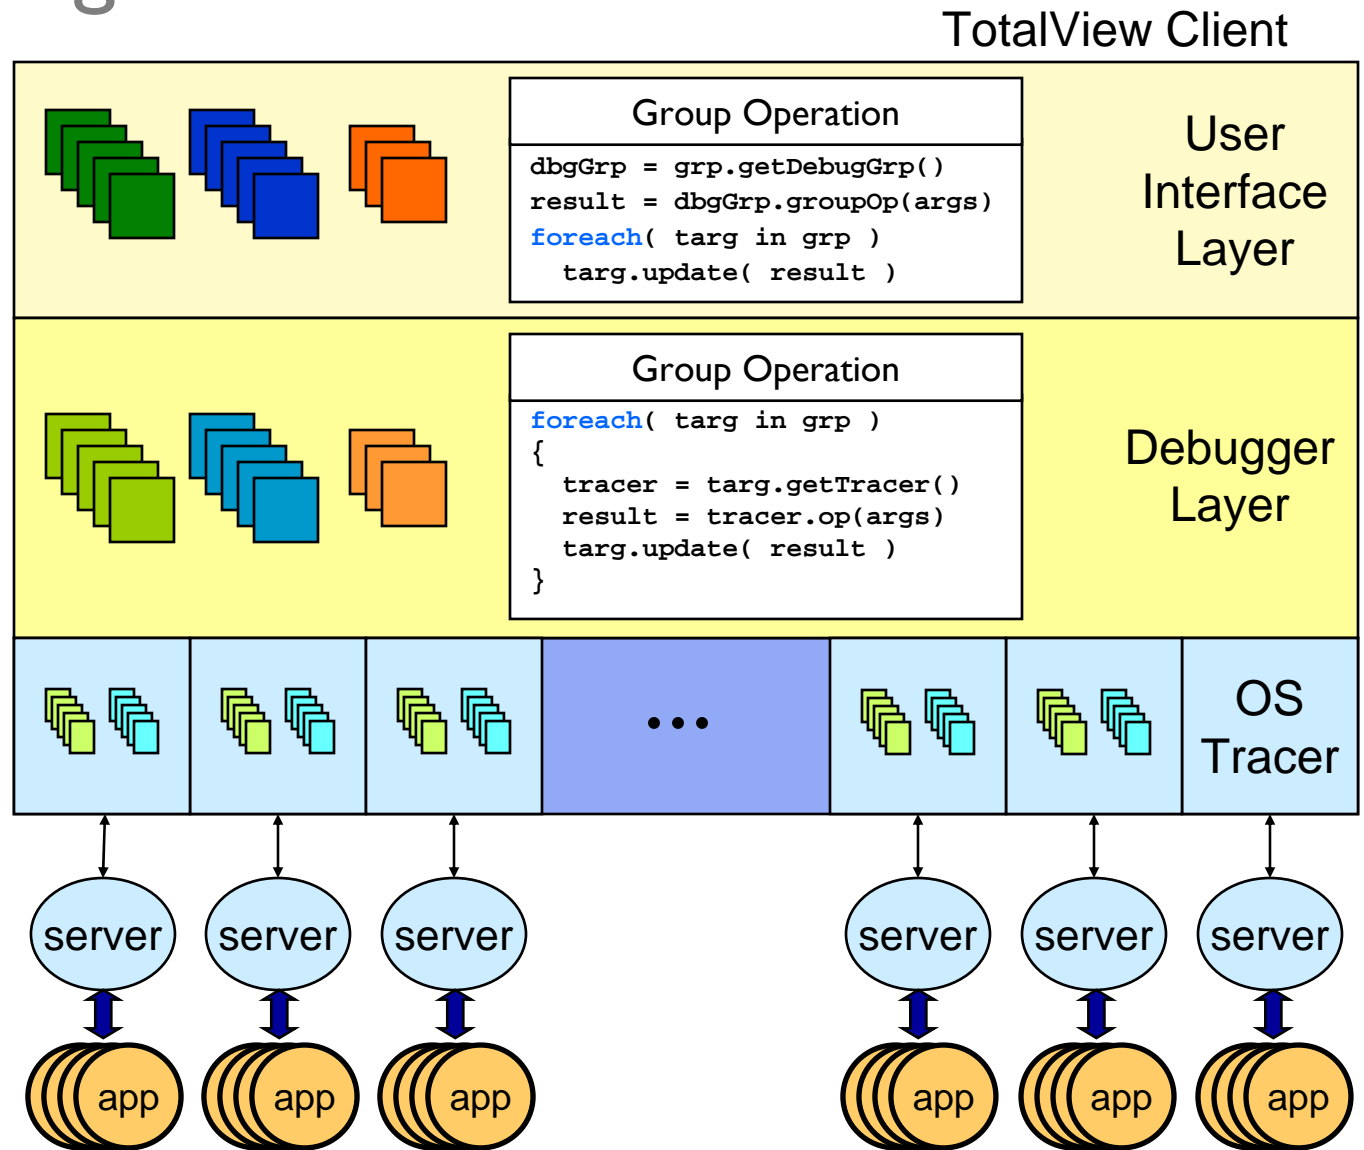 g
TotalView Client
Group Operation
dbgGrp = grp.getDebugGrp()
result = dbgGrp.groupOp(args)
foreach( targ in grp )
  targ.update( result )
User
Interface
Layer
Group Operation
foreach( targ in grp )
{
  tracer = targ.getTracer()
  result = tracer.op(args)
  targ.update( result )
}
Debugger
Layer
...
OS
Tracer
server
server
server
server
server
server
app
app
app
app
app
app